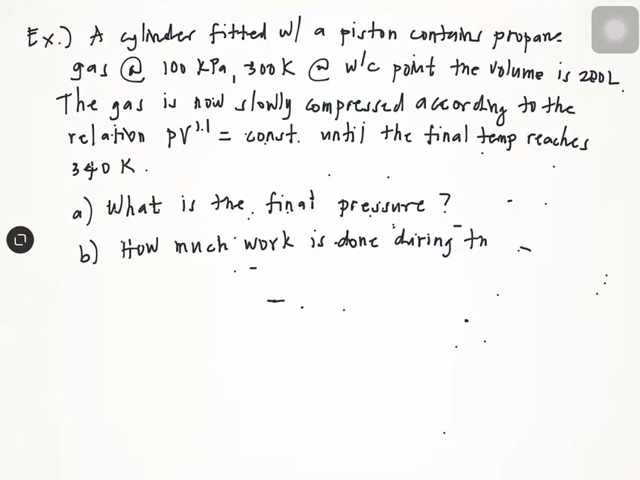 Ex.) A cylinder fitted w/ a piston contains propane
gas @ 100 kPa, 300K @ w/c point the volume is 200L.
The gas is now slowly compressed according to the
relation PV^1.1 = const. until the final temp reaches
340 K.
a) What is the final pressure?
b) How much work is done during th